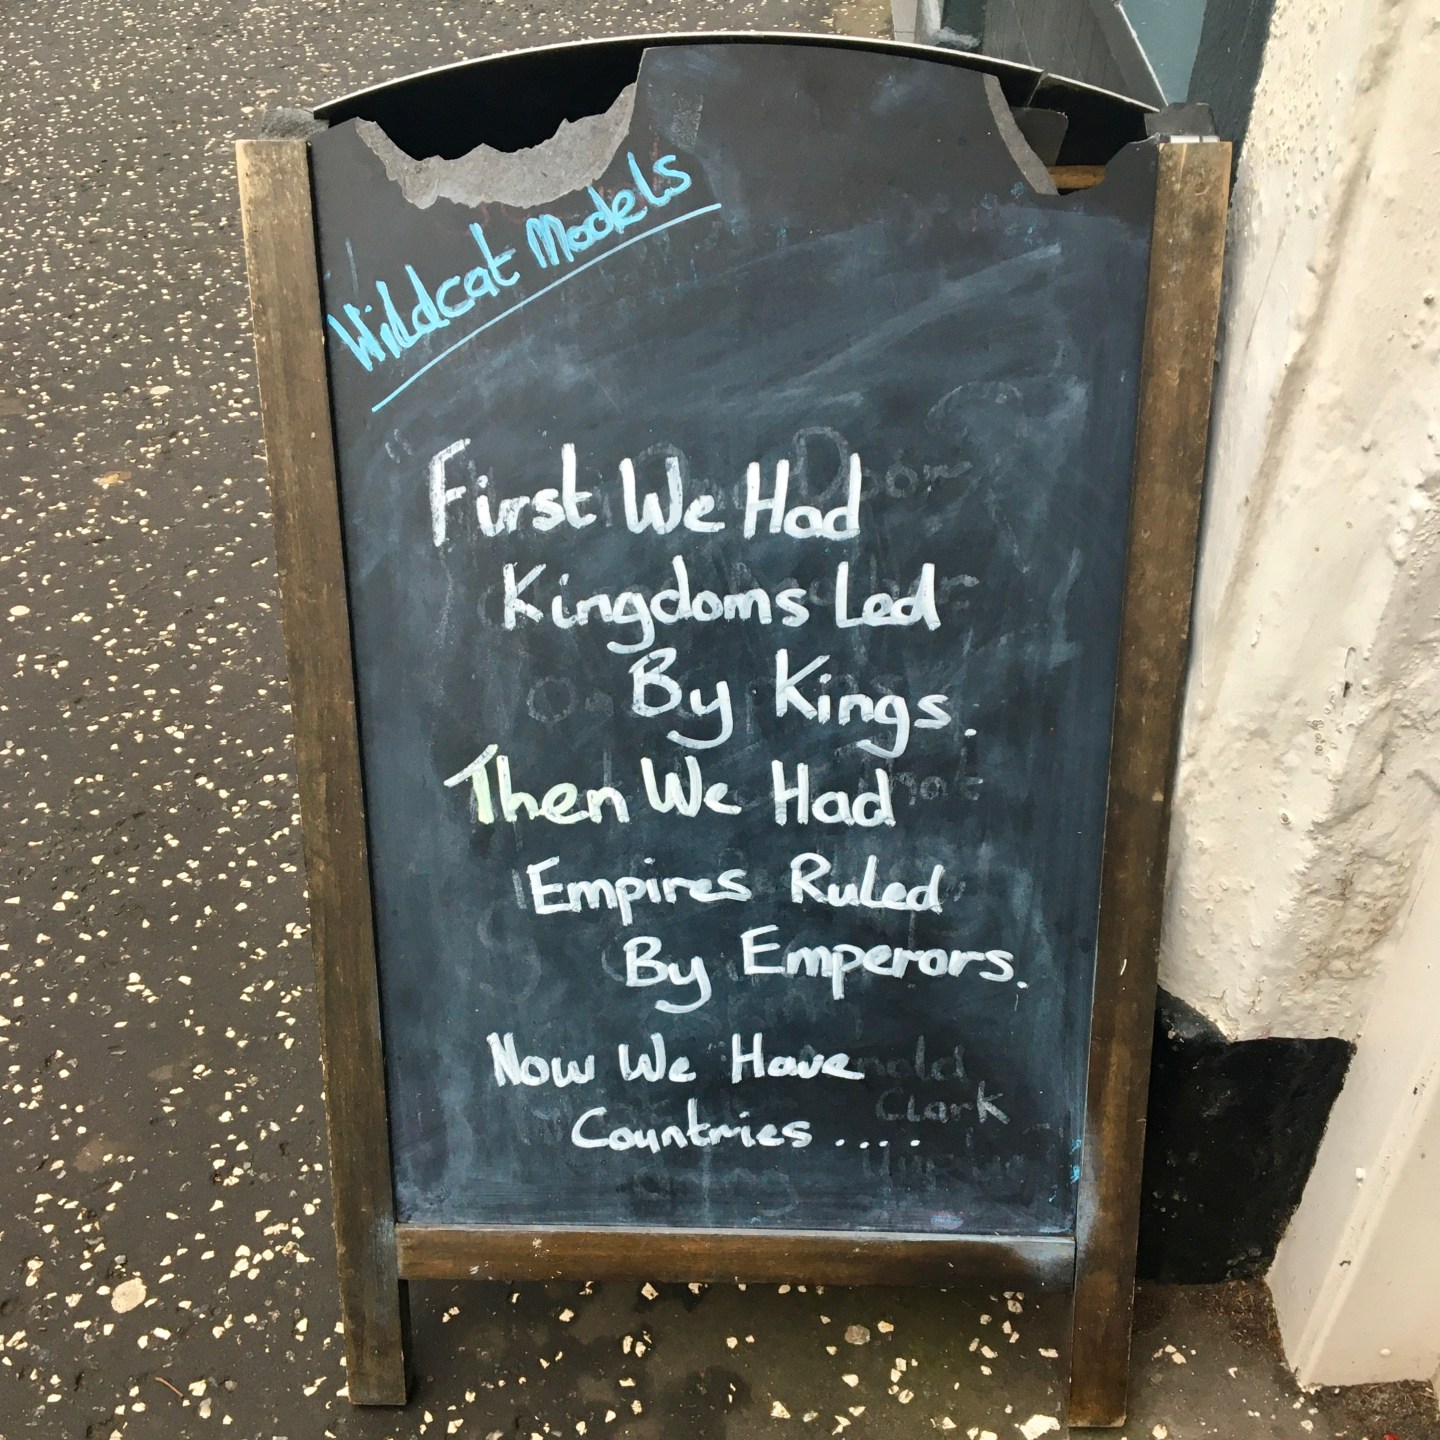 Wildcat Models
First We Had
Kingdoms Led
By Kings.
Then We Had
Empires Ruled
By Emperors.
Now We Have
Countries ....
Clark